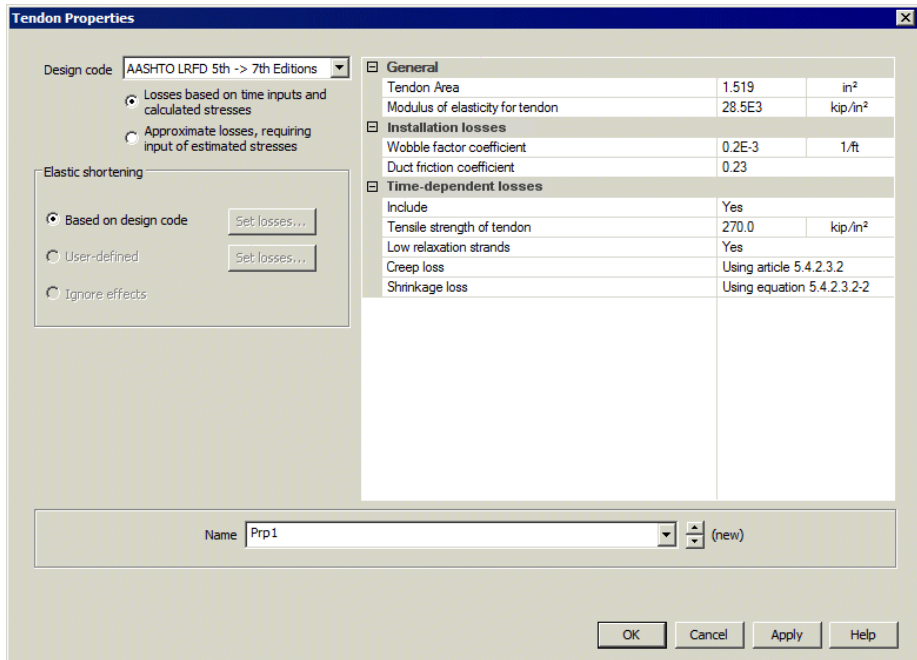 Tendon Properties
Design code AASHTO LRFD 5th -> 7th Editions
Losses based on time inputs and
calculated stresses
Approximate losses, requiring
input of estimated stresses
Elastic shortening
Based on design code Set losses...
User-defined Set losses...
Ignore effects
General
Tendon Area 1.519 in²
Modulus of elasticity for tendon 28.5E3 kip/in²
Installation losses
Wobble factor coefficient 0.2E-3 1/ft
Duct friction coefficient 0.23
Time-dependent losses
Include Yes
Tensile strength of tendon 270.0 kip/in²
Low relaxation strands Yes
Creep loss Using article 5.4.2.3.2
Shrinkage loss Using equation 5.4.2.3.2-2
Name Prp1 (new)
OK Cancel Apply Help